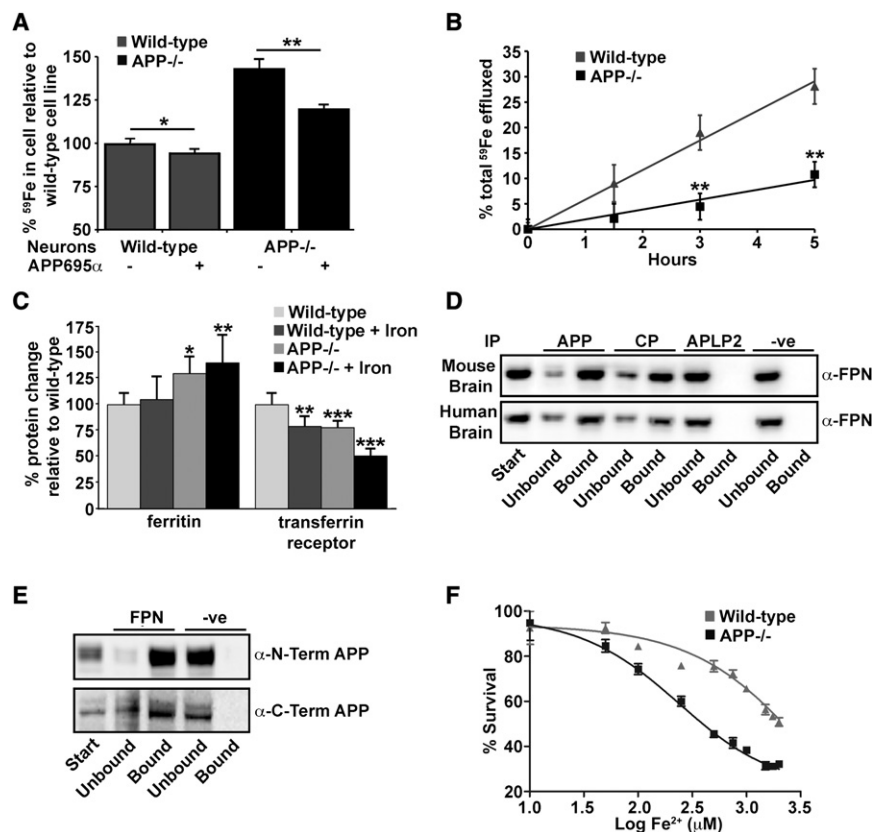 A
Wild-type
APP-/-
% ⁵⁹Fe in cell relative to
wild-type cell line
150
125
100
75
50
*
**
Neurons Wild-type APP-/-
APP695α - + - +
B
Wild-type
APP-/-
% total ⁵⁹Fe effluxed
35
30
25
20
15
10
5
0
**
**
0 1 2 3 4 5
Hours
C
Wild-type
Wild-type + Iron
APP-/-
APP-/- + Iron
% protein change
relative to wild-type
175
150
125
100
75
50
25
0
* ** ** *** ***
ferritin transferrin
receptor
D
IP APP CP APLP2 -ve
Mouse
Brain
α-FPN
Human
Brain
α-FPN
Start Unbound Bound Unbound Bound Unbound Bound Unbound Bound
E
FPN -ve
α-N-Term APP
α-C-Term APP
Start Unbound Bound Unbound Bound
F
Wild-type
APP-/-
% Survival
100
80
60
40
20
1.0 1.5 2.0 2.5 3.0 3.5
Log Fe²⁺ (μM)